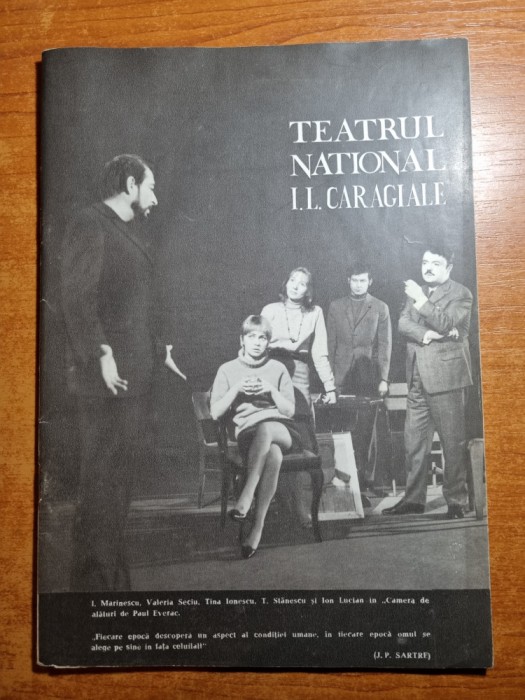 TEATRUL
NATIONAL
I.L. CARAGIALE
I. Marinescu, Valeria Seciu, Tina Ionescu, T. Stănescu și Ion Lucian in „Camera de
alături de Paul Everac.
„Fiecare epocă descoperă un aspect al condiției umane, în fiecare epocă omul se
alege pe sine în fața celuilalt"
(J. P. SARTRE)